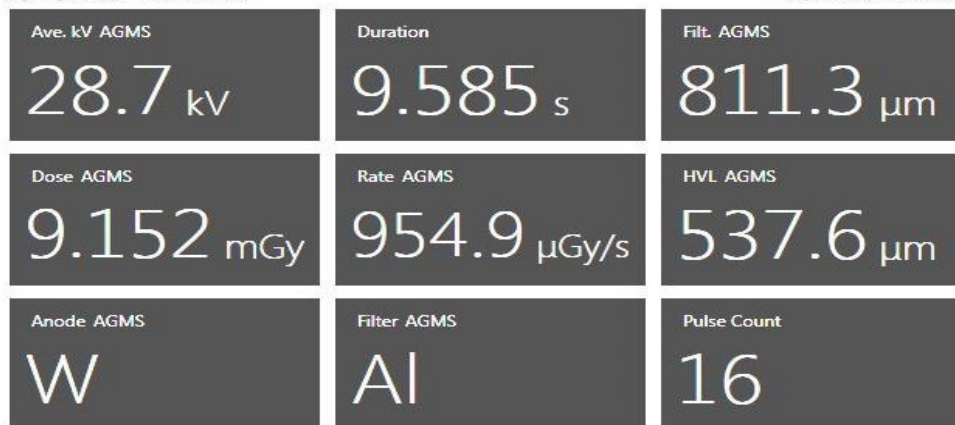 Ave. kV AGMS
28.7 kV
Duration
9.585 s
Filt. AGMS
811.3 µm
Dose AGMS
9.152 mGy
Rate AGMS
954.9 µGy/s
HVL AGMS
537.6 µm
Anode AGMS
W
Filter AGMS
Al
Pulse Count
16